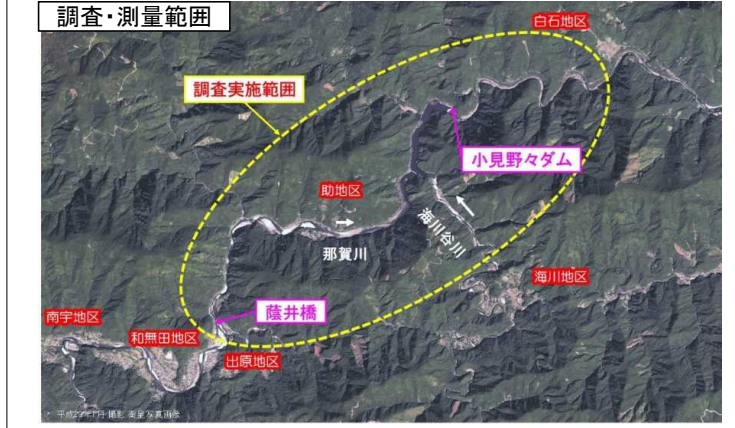 調査・測量範囲
白石地区
調査実施範囲
小見野々ダム
助地区
海川谷川
那賀川
海川地区
蔭井橋
南宇地区
和無田地区
出原地区